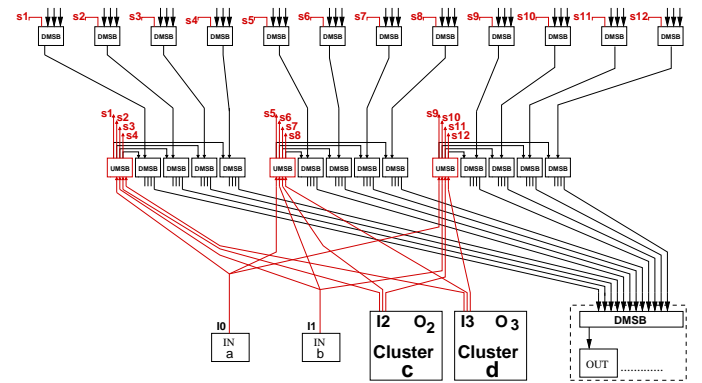 s1 s2 s3 s4 s5 s6 s7 s8 s9 s10 s11 s12
DMSB DMSB DMSB DMSB DMSB DMSB DMSB DMSB DMSB DMSB DMSB DMSB
s1 s5 s9
s2 s6 s10
s3 s7 s11
s4 s8 s12
UMSB DMSB DMSB DMSB DMSB UMSB DMSB DMSB DMSB DMSB UMSB DMSB DMSB DMSB DMSB
I0 I1 I2 O2 I3 O3 DMSB
IN IN Cluster Cluster
a b c d OUT .............